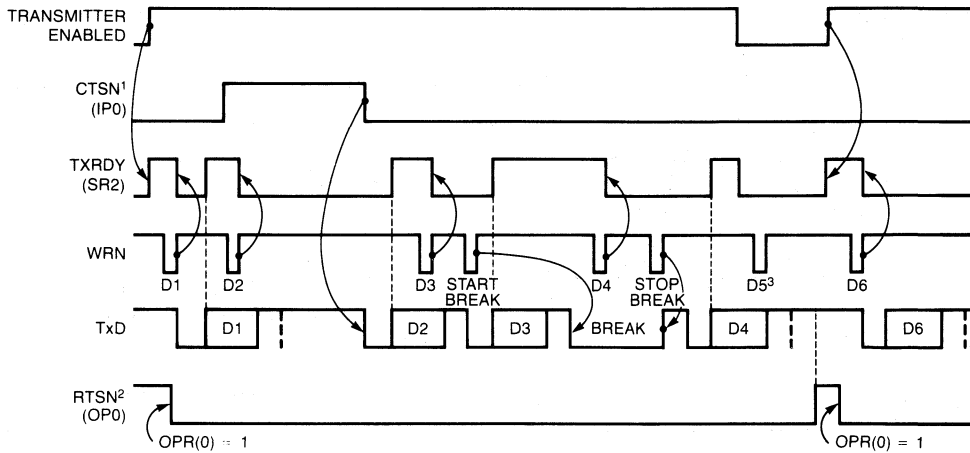 TRANSMITTER
ENABLED
CTSN¹
(IP0)
TXRDY
(SR2)
WRN
D1 D2 D3 START BREAK D4 STOP BREAK D5³ D6
TxD
D1 D2 D3 BREAK D4 D6
RTSN²
(OP0)
OPR(0) = 1 OPR(0) = 1